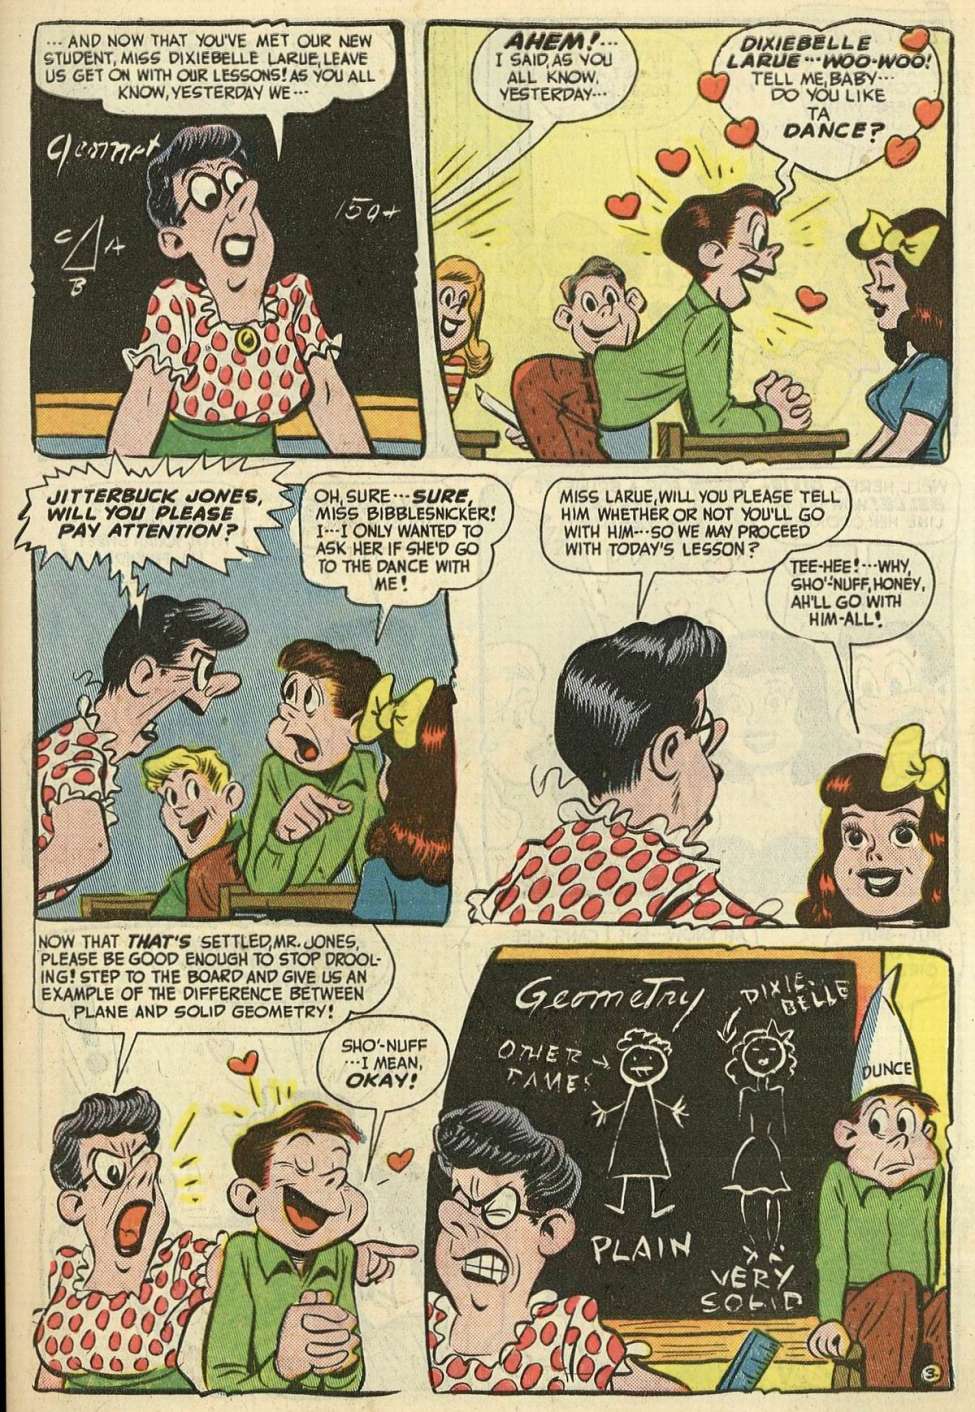 ... AND NOW THAT YOU'VE MET OUR NEW
STUDENT, MISS DIXIEBELLE LARUE, LEAVE
US GET ON WITH OUR LESSONS! AS YOU ALL
KNOW, YESTERDAY WE ---
C A
B
159+
AHEM!...
I SAID, AS YOU
ALL KNOW,
YESTERDAY---
DIXIEBELLE
LARUE --- WOO-WOO!
TELL ME, BABY---
DO YOU LIKE
TA
DANCE?
JITTERBUCK JONES,
WILL YOU PLEASE
PAY ATTENTION?
OH, SURE --- SURE,
MISS BIBBLESNICKER!
I---I ONLY WANTED TO
ASK HER IF SHE'D GO
TO THE DANCE WITH
ME!
MISS LARUE, WILL YOU PLEASE TELL
HIM WHETHER OR NOT YOU'LL GO
WITH HIM---SO WE MAY PROCEED
WITH TODAY'S LESSON?
TEE-HEE!---WHY,
SHO'-NUFF, HONEY,
AH'LL GO WITH
HIM-ALL!
NOW THAT THAT'S SETTLED, MR. JONES,
PLEASE BE GOOD ENOUGH TO STOP DROOL-
ING! STEP TO THE BOARD AND GIVE US AN
EXAMPLE OF THE DIFFERENCE BETWEEN
PLANE AND SOLID GEOMETRY!
SHO'-NUFF
---I MEAN,
OKAY!
GEOMETRY
DIXIE-
BELLE
OTHER
DAMES
PLAIN
VERY
SOLID
DUNCE
3